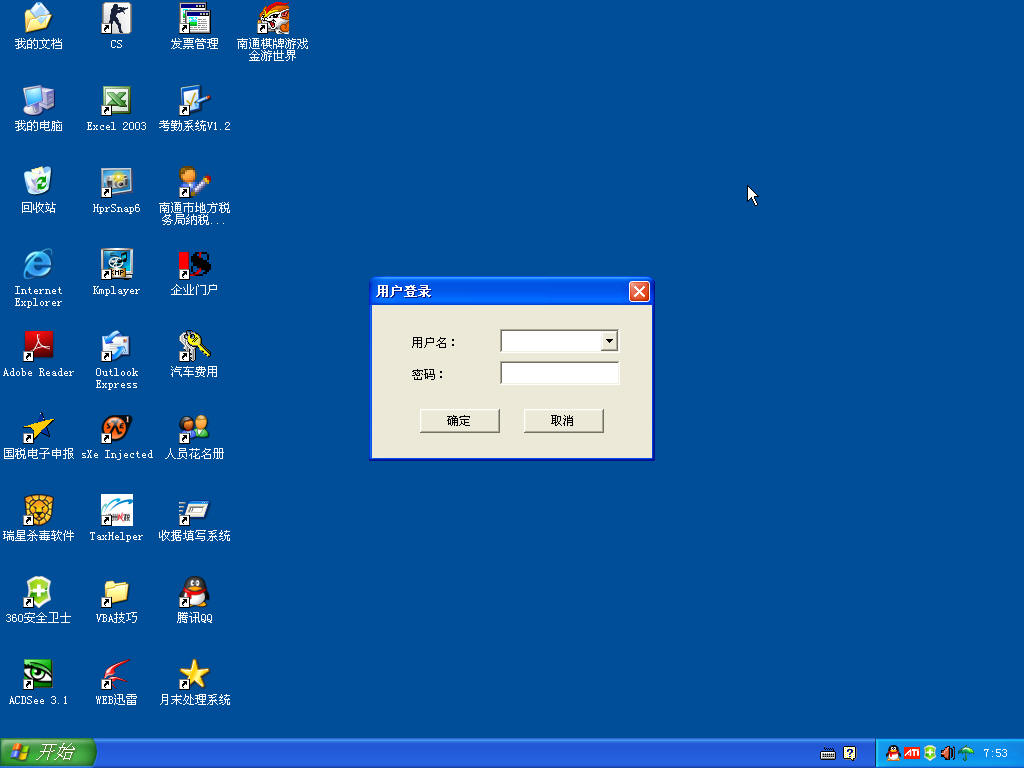 我的文档
CS
发票管理
南通棋牌游戏
金游世界
我的电脑
Excel 2003
考勤系统V1.2
回收站
HprSnap6
南通市地方税
务局纳税...
Internet
Explorer
Kmplayer
企业门户
Adobe Reader
Outlook
Express
汽车费用
国税电子申报
sXe Injected
人员花名册
瑞星杀毒软件
TaxHelper
收据填写系统
360安全卫士
VBA技巧
腾讯QQ
ACDSee 3.1
WEB迅雷
月末处理系统
用户登录
用户名：
密码：
确定
取消
开始
ATI
7:53